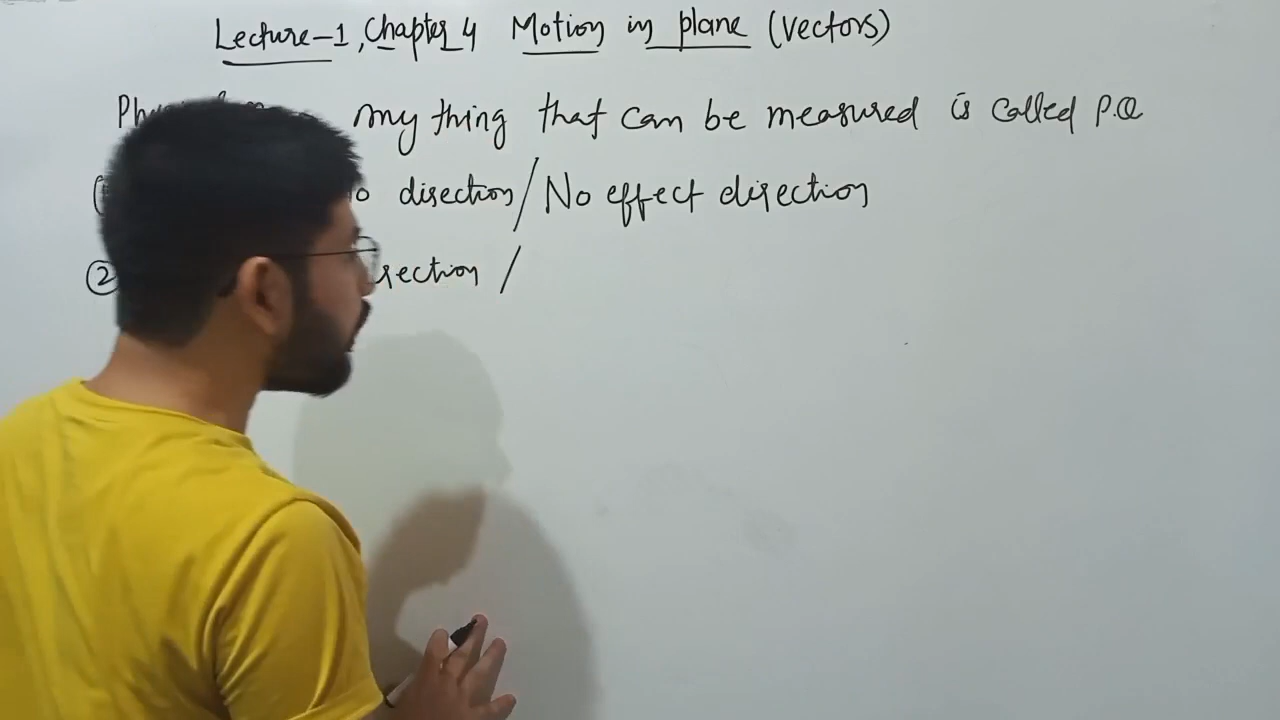 Lecture-1, Chapter 4 Motion in plane (vectors)
any thing that can be measured is called P.Q
direction / No effect direction
② /